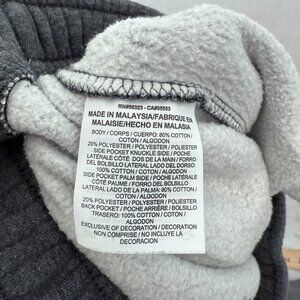 RN#56323 - CA#05553
MADE IN MALAYSIA/FABRIQUE EN
MALAISIE/HECHO EN MALASIA
BODY / CORPS / CUERPO: 80% COTTON /
COTON / ALGODON
20% POLYESTER / POLYESTER / POLIESTER
SIDE POCKET KNUCKLE SIDE / POCHE
LATERALE CÔTÉ DOS DE LA MAIN / FORRO
DEL BOLSILLO LATERAL LADO DEL DORSO:
100% COTTON / COTON / ALGODON
SIDE POCKET PALM SIDE / POCHE LATÉRALE
CÔTÉ PAUME / FORRO DEL BOLSILLO
LATERAL LADO PALMA: 80% COTTON /
COTON / ALGODON
20% POLYESTER / POLYESTER / POLIESTER
BACK POCKET / POCHE ARRIÈRE / BOLSILLO
TRASERO: 100% COTTON / COTON /
ALGODON
EXCLUSIVE OF DECORATION / DECORATION
NON COMPRISE / NO INCLUYE LA
DECORACION